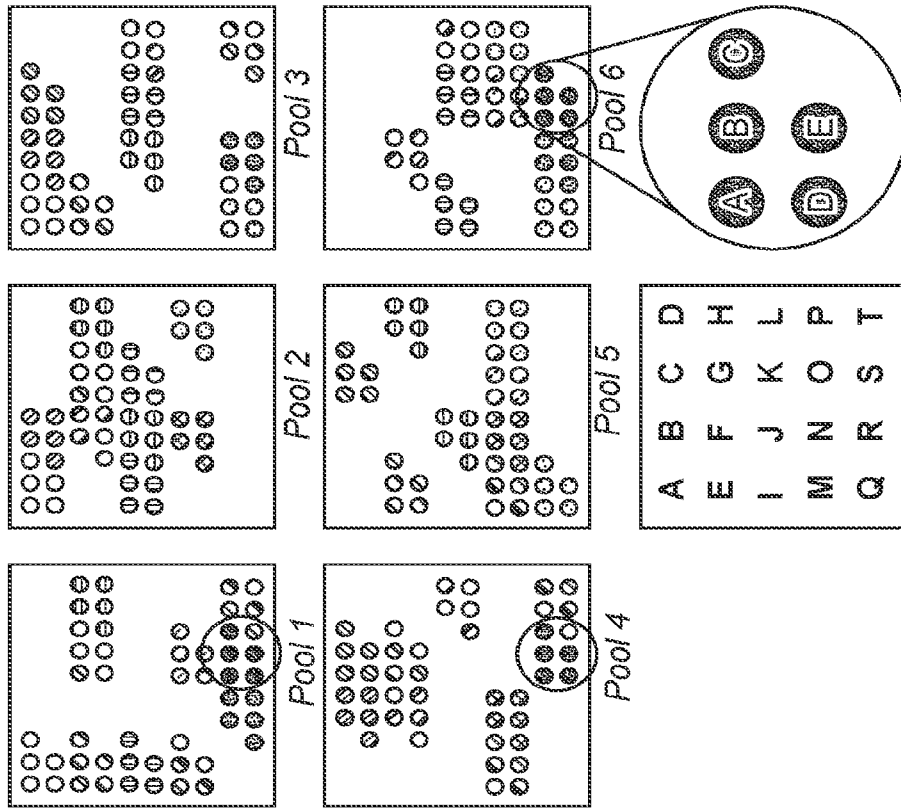 Pool 1
Pool 2
Pool 3
Pool 4
Pool 5
Pool 6
A B C D
E F G H
I J K L
M N O P
Q R S T
A B C
D E